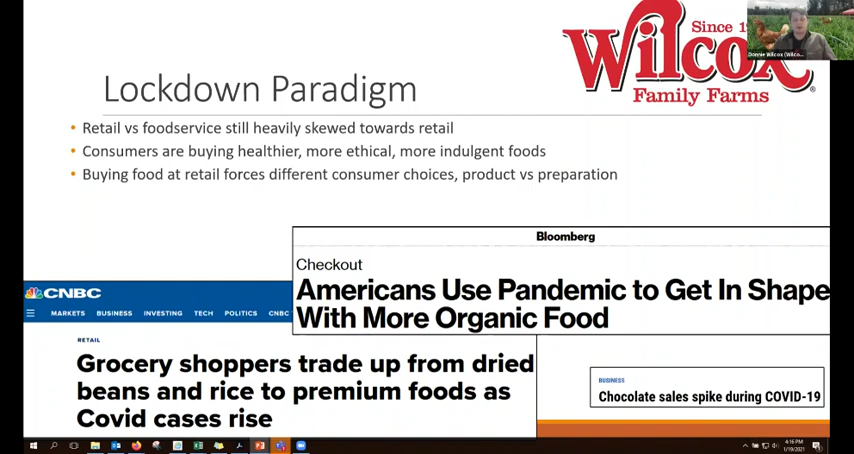 Since 1
Wilcox
Family Farms
Donnie Wilcox (Wilco...
Lockdown Paradigm
• Retail vs foodservice still heavily skewed towards retail
• Consumers are buying healthier, more ethical, more indulgent foods
• Buying food at retail forces different consumer choices, product vs preparation
Bloomberg
Checkout
Americans Use Pandemic to Get In Shape
With More Organic Food
CNBC
MARKETS BUSINESS INVESTING TECH POLITICS CNBC
RETAIL
Grocery shoppers trade up from dried
beans and rice to premium foods as
Covid cases rise
BUSINESS
Chocolate sales spike during COVID-19
4:16 PM
1/19/2021